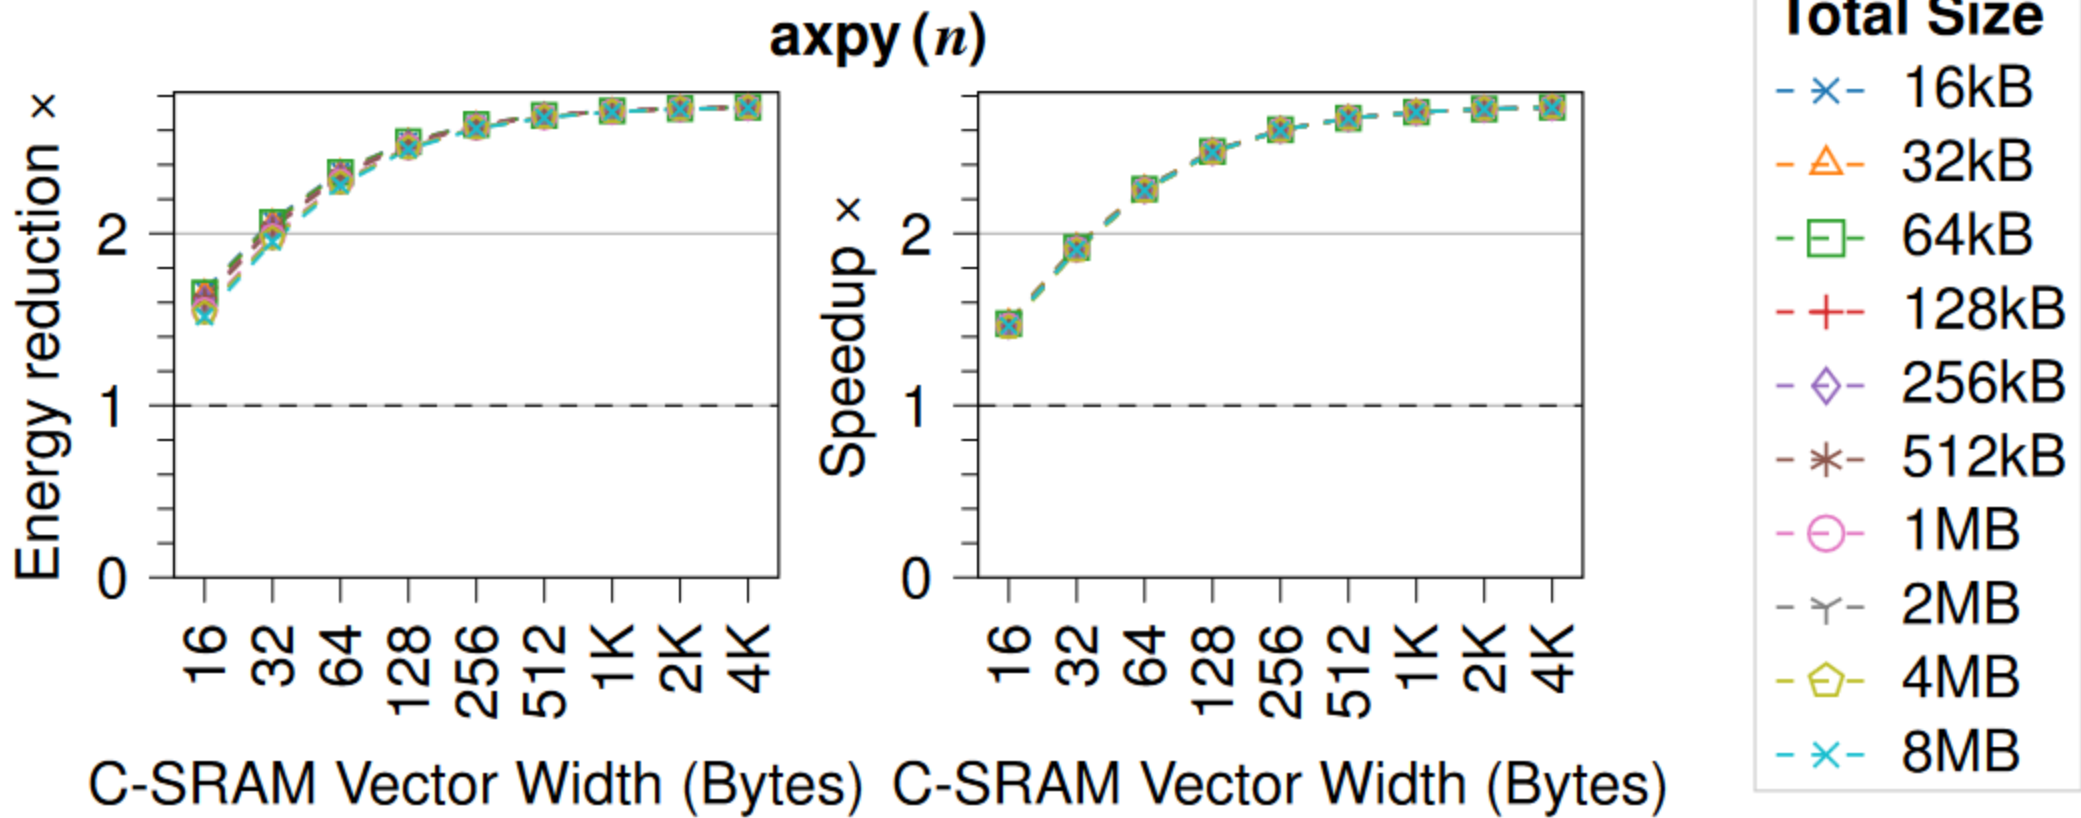 axpy (n)
Energy reduction ×
2
1
0
16
32
64
128
256
512
1K
2K
4K
C-SRAM Vector Width (Bytes)
Speedup ×
2
1
0
16
32
64
128
256
512
1K
2K
4K
C-SRAM Vector Width (Bytes)
Total Size
16kB
32kB
64kB
128kB
256kB
512kB
1MB
2MB
4MB
8MB